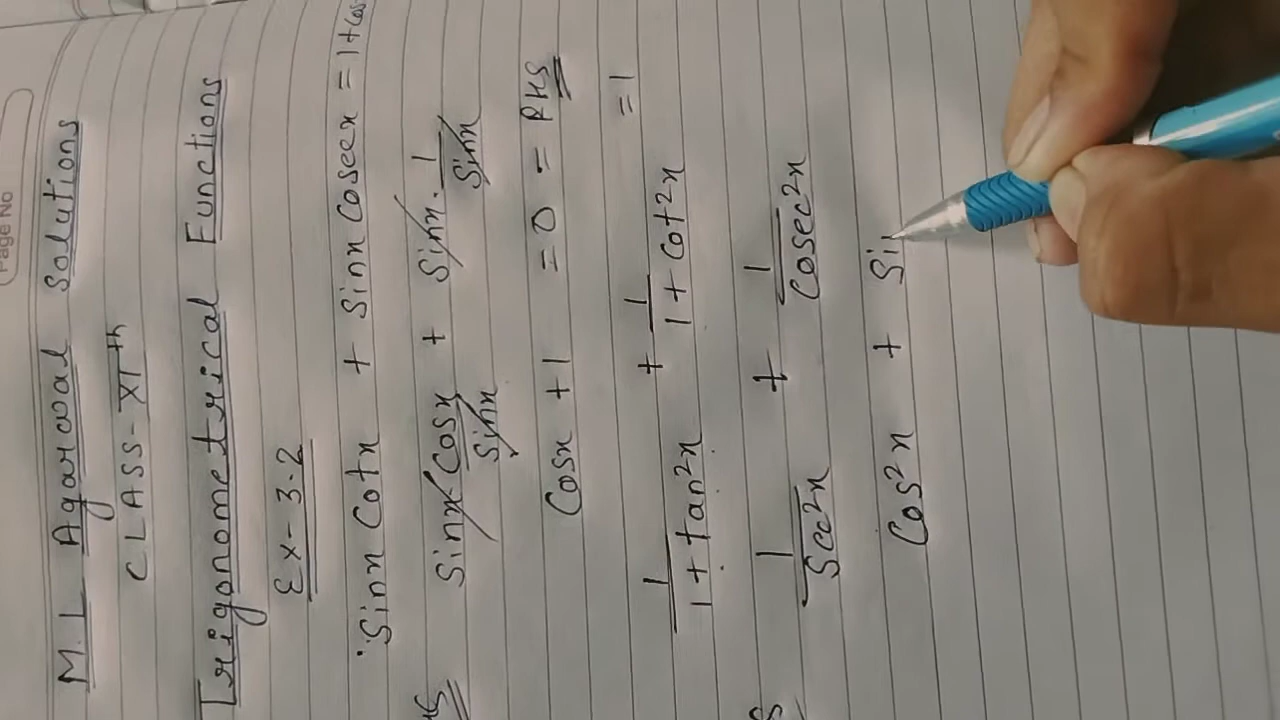 Page No
M.L Agarwal Solutions
CLASS-XIth
Trigonometrical Functions
Ex-3.2
Sinx Cotx + Sinx Cosecx = 1+Cos
Sinx Cosx/Sinx + Sinx . 1/Sinx
Cosx + 1 = 0 = RHS
1/1+tan²x + 1/1+Cot²x = 1
1/Sec²x + 1/Cosec²x
Cos²x + Si